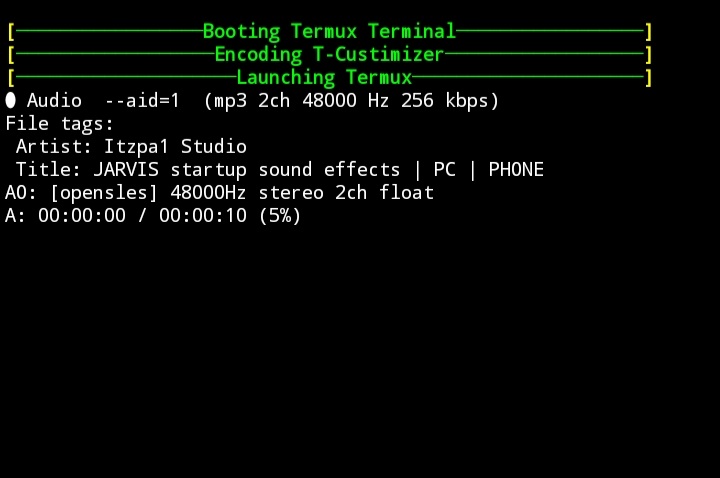 [─────────────────Booting Termux Terminal─────────────────]
[──────────────────Encoding T-Custimizer──────────────────]
[────────────────────Launching Termux─────────────────────]
● Audio  --aid=1  (mp3 2ch 48000 Hz 256 kbps)
File tags:
 Artist: Itzpa1 Studio
 Title: JARVIS startup sound effects | PC | PHONE
AO: [opensles] 48000Hz stereo 2ch float
A: 00:00:00 / 00:00:10 (5%)